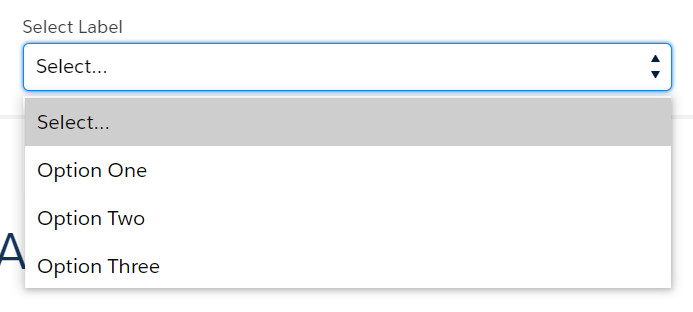 Select Label
Select...
Select...
Option One
Option Two
Option Three
A